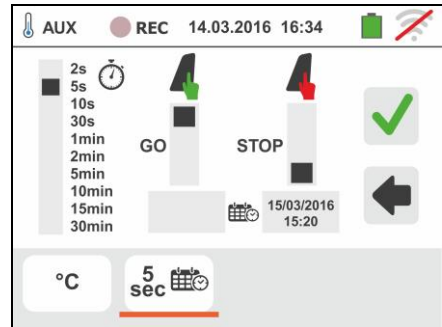 AUX REC 14.03.2016 16:34
2s
5s
10s
30s
1min
2min
5min
10min
15min
30min
GO
STOP
15/03/2016
15:20
°C
5
sec